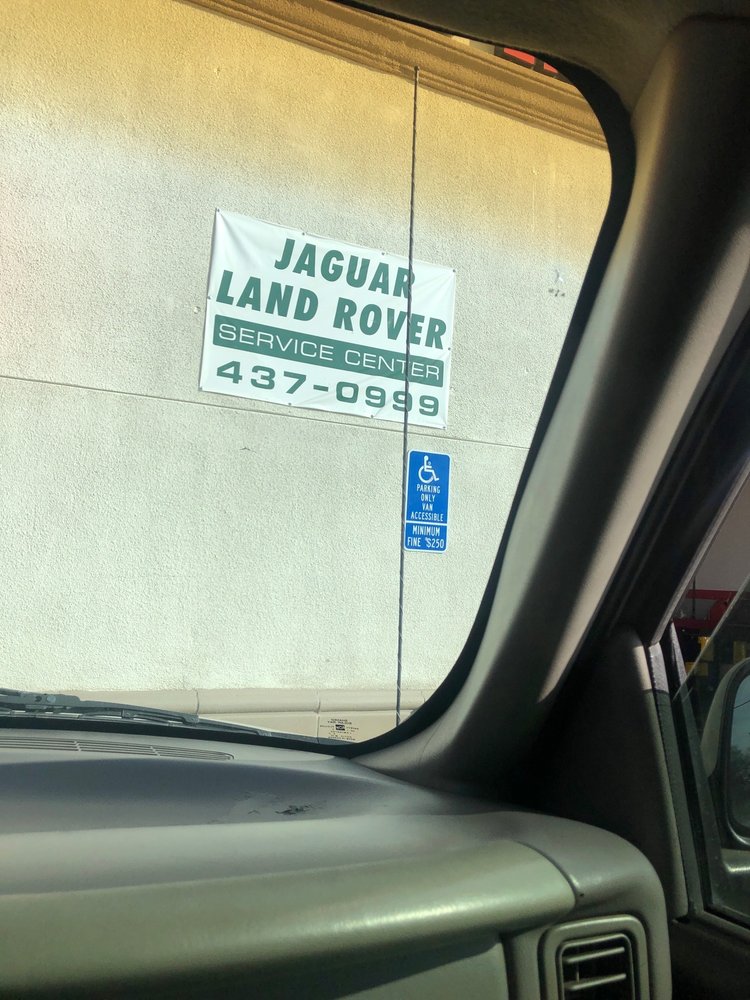 JAGUAR
LAND ROVER
SERVICE CENTER
437-0999
PARKING
ONLY
VAN
ACCESSIBLE
MINIMUM
FINE $250